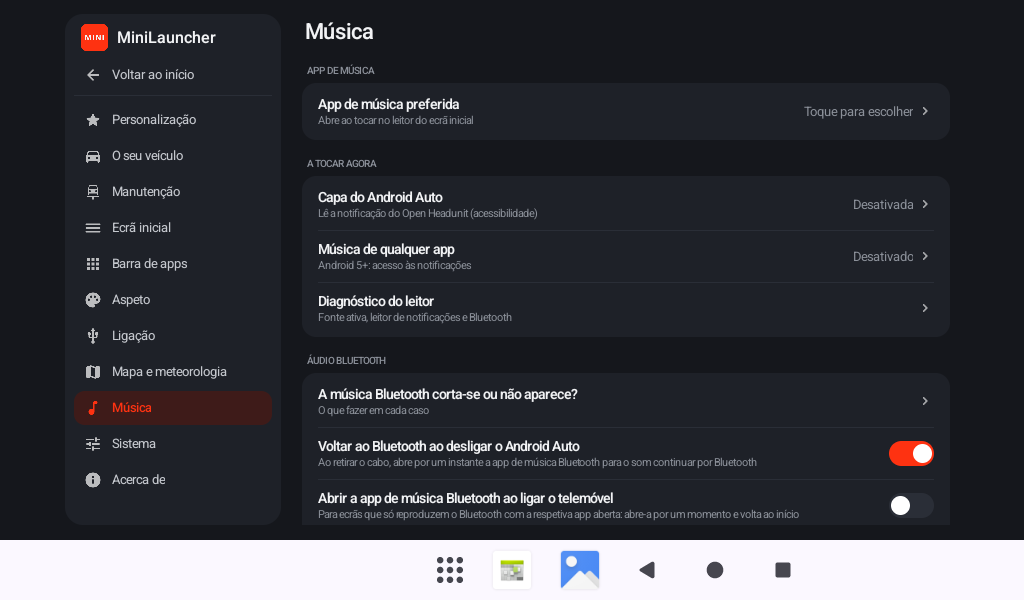 MINI MiniLauncher
Voltar ao início
Personalização
O seu veículo
Manutenção
Ecrã inicial
Barra de apps
Aspeto
Ligação
Mapa e meteorologia
Música
Sistema
Acerca de
Música
APP DE MÚSICA
App de música preferida
Abre ao tocar no leitor do ecrã inicial
Toque para escolher
A TOCAR AGORA
Capa do Android Auto
Lê a notificação do Open Headunit (acessibilidade)
Desativada
Música de qualquer app
Android 5+: acesso às notificações
Desativado
Diagnóstico do leitor
Fonte ativa, leitor de notificações e Bluetooth
ÁUDIO BLUETOOTH
A música Bluetooth corta-se ou não aparece?
O que fazer em cada caso
Voltar ao Bluetooth ao desligar o Android Auto
Ao retirar o cabo, abre por um instante a app de música Bluetooth para o som continuar por Bluetooth
Abrir a app de música Bluetooth ao ligar o telemóvel
Para ecrãs que só reproduzem o Bluetooth com a respetiva app aberta: abre-a por um momento e volta ao início